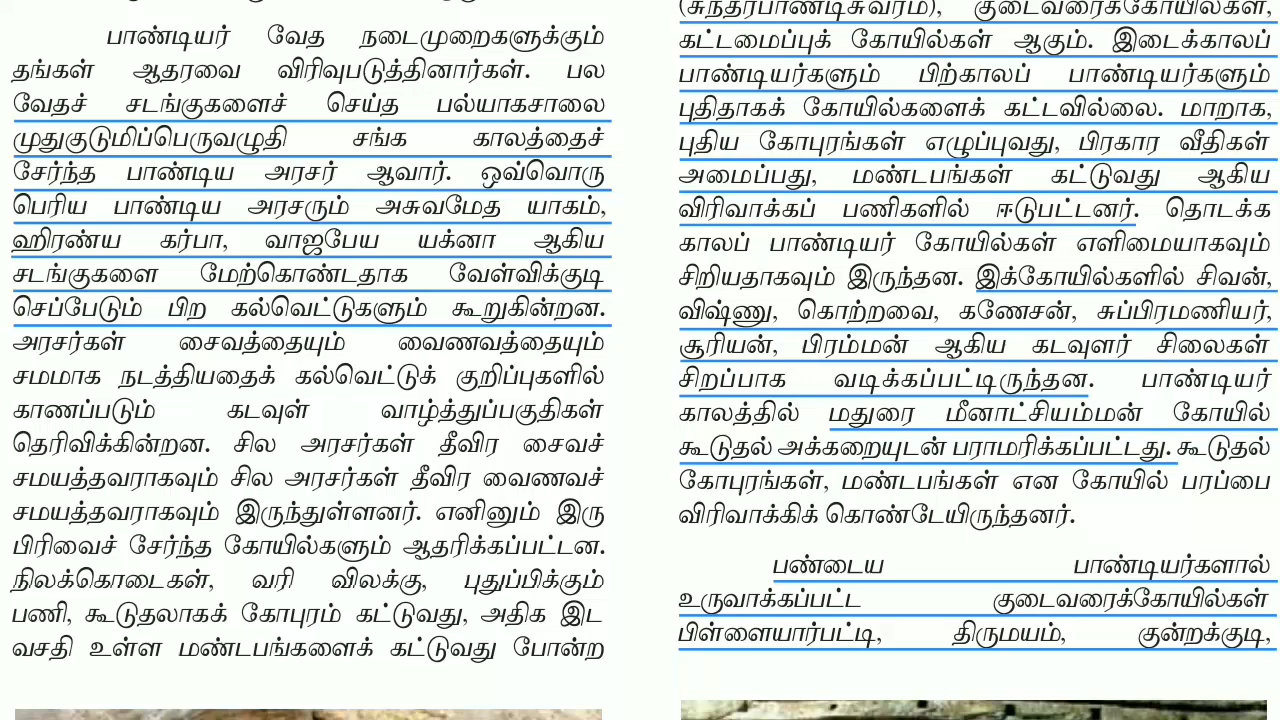 பாண்டியர் வேத நடைமுறைகளுக்கும்
தங்கள் ஆதரவை விரிவுபடுத்தினார்கள். பல
வேதச் சடங்குகளைச் செய்த பல்யாகசாலை
முதுகுடுமிப்பெருவழுதி சங்க காலத்தைச்
சேர்ந்த பாண்டிய அரசர் ஆவார். ஒவ்வொரு
பெரிய பாண்டிய அரசரும் அசுவமேத யாகம்,
ஹிரண்ய கர்பா, வாஜபேய யக்னா ஆகிய
சடங்குகளை மேற்கொண்டதாக வேள்விக்குடி
செப்பேடும் பிற கல்வெட்டுகளும் கூறுகின்றன.
அரசர்கள் சைவத்தையும் வைணவத்தையும்
சமமாக நடத்தியதைக் கல்வெட்டுக் குறிப்புகளில்
காணப்படும் கடவுள் வாழ்த்துப்பகுதிகள்
தெரிவிக்கின்றன. சில அரசர்கள் தீவிர சைவச்
சமயத்தவராகவும் சில அரசர்கள் தீவிர வைணவச்
சமயத்தவராகவும் இருந்துள்ளனர். எனினும் இரு
பிரிவைச் சேர்ந்த கோயில்களும் ஆதரிக்கப்பட்டன.
நிலக்கொடைகள், வரி விலக்கு, புதுப்பிக்கும்
பணி, கூடுதலாகக் கோபுரம் கட்டுவது, அதிக இட
வசதி உள்ள மண்டபங்களைக் கட்டுவது போன்ற
(சுந்தரபாண்டிசுவரம்), குடைவரைக்கோயில்கள்,
கட்டமைப்புக் கோயில்கள் ஆகும். இடைக்காலப்
பாண்டியர்களும் பிற்காலப் பாண்டியர்களும்
புதிதாகக் கோயில்களைக் கட்டவில்லை. மாறாக,
புதிய கோபுரங்கள் எழுப்புவது, பிரகார வீதிகள்
அமைப்பது, மண்டபங்கள் கட்டுவது ஆகிய
விரிவாக்கப் பணிகளில் ஈடுபட்டனர். தொடக்க
காலப் பாண்டியர் கோயில்கள் எளிமையாகவும்
சிறியதாகவும் இருந்தன. இக்கோயில்களில் சிவன்,
விஷ்ணு, கொற்றவை, கணேசன், சுப்பிரமணியர்,
சூரியன், பிரம்மன் ஆகிய கடவுளர் சிலைகள்
சிறப்பாக வடிக்கப்பட்டிருந்தன. பாண்டியர்
காலத்தில் மதுரை மீனாட்சியம்மன் கோயில்
கூடுதல் அக்கறையுடன் பராமரிக்கப்பட்டது. கூடுதல்
கோபுரங்கள், மண்டபங்கள் என கோயில் பரப்பை
விரிவாக்கிக் கொண்டேயிருந்தனர்.
பண்டைய பாண்டியர்களால்
உருவாக்கப்பட்ட குடைவரைக்கோயில்கள்
பிள்ளையார்பட்டி, திருமயம், குன்றக்குடி,